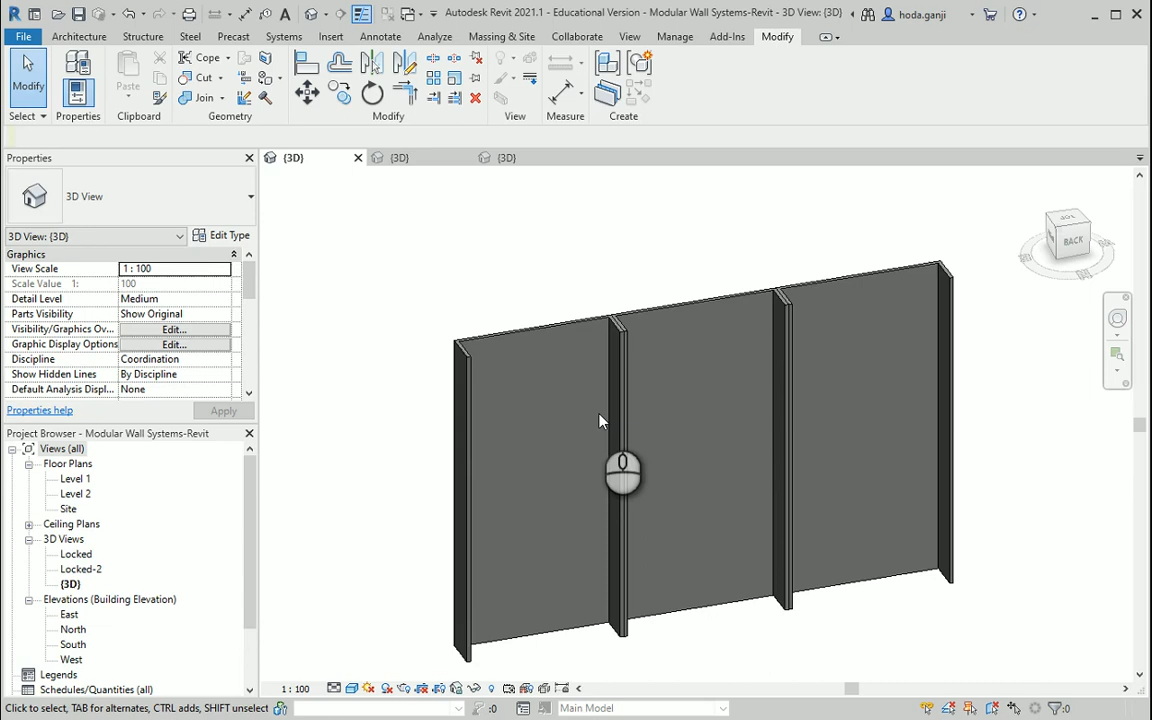 Autodesk Revit 2021.1 - Educational Version - Modular Wall Systems-Revit - 3D View: {3D}
hoda.ganji
File Architecture Structure Steel Precast Systems Insert Annotate Analyze Massing & Site Collaborate View Manage Add-Ins Modify
Modify
Paste
Cope
Cut
Join
Select Properties Clipboard Geometry Modify View Measure Create
Properties
{3D} {3D} {3D}
3D View
3D View: {3D}
Edit Type
Graphics
View Scale 1 : 100
Scale Value 1: 100
Detail Level Medium
Parts Visibility Show Original
Visibility/Graphics Ov... Edit...
Graphic Display Options Edit...
Discipline Coordination
Show Hidden Lines By Discipline
Default Analysis Displ... None
Properties help
Apply
BACK
Project Browser - Modular Wall Systems-Revit
Views (all)
Floor Plans
Level 1
Level 2
Site
Ceiling Plans
3D Views
Locked
Locked-2
{3D}
Elevations (Building Elevation)
East
North
South
West
Legends
Schedules/Quantities (all)
1 : 100
Click to select, TAB for alternates, CTRL adds, SHIFT unselect
:0
Main Model
:0